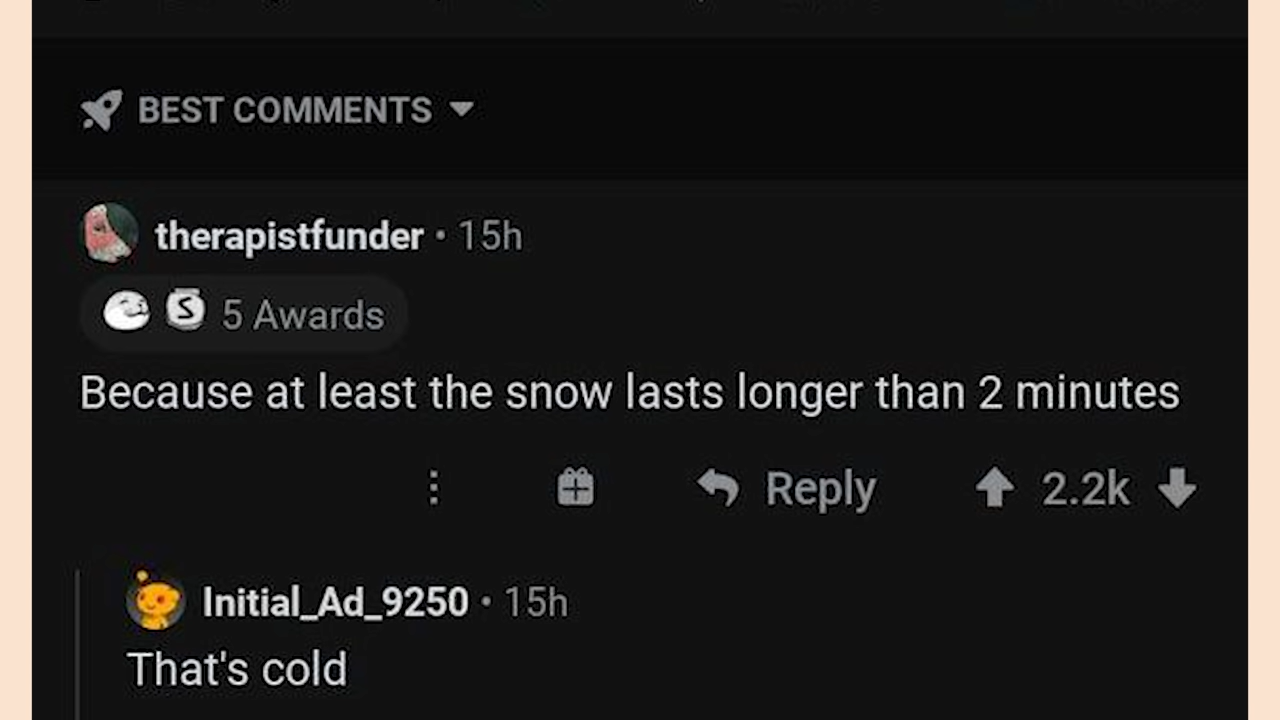 BEST COMMENTS
therapistfunder • 15h
5 Awards
Because at least the snow lasts longer than 2 minutes
Reply 2.2k
Initial_Ad_9250 • 15h
That's cold